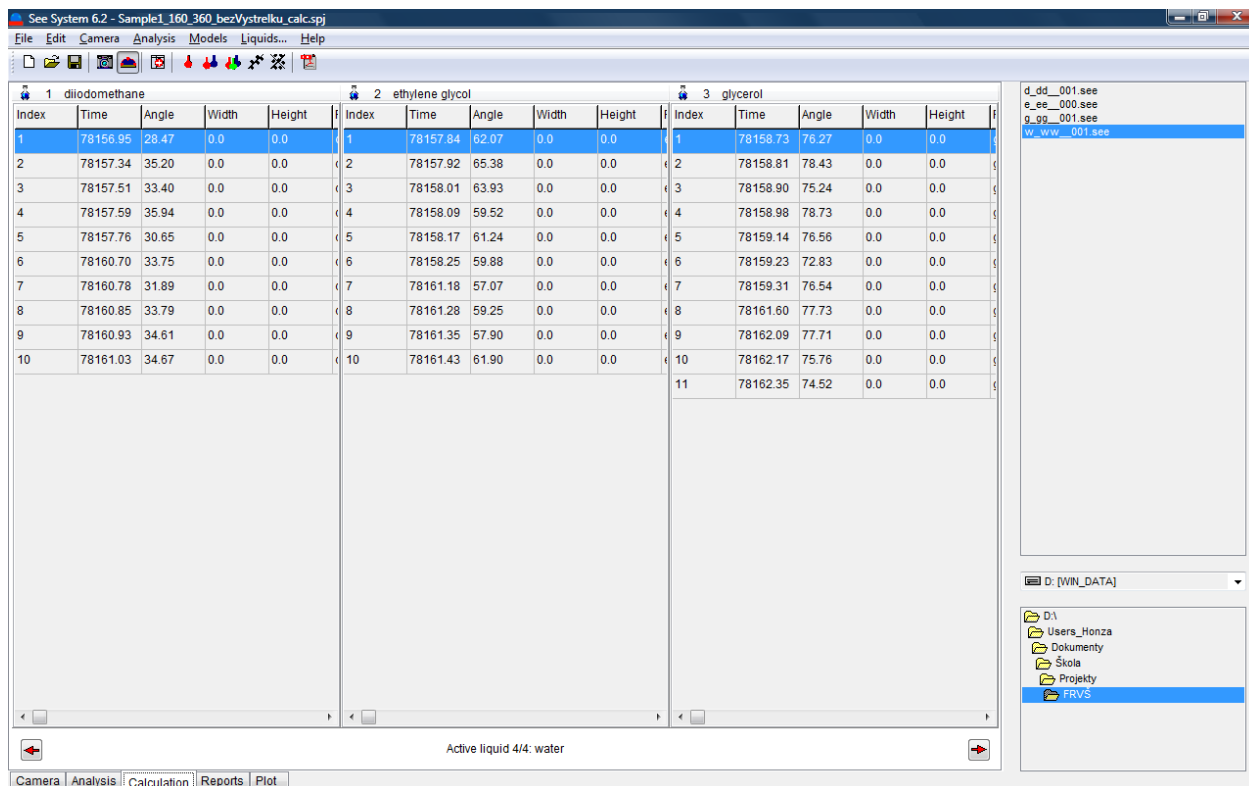 See System 6.2 - Sample1_160_360_bezVystrelku_calc.spj
File Edit Camera Analysis Models Liquids... Help
1 diiodomethane 2 ethylene glycol 3 glycerol
Index Time Angle Width Height Index Time Angle Width Height Index Time Angle Width Height
1 78156.95 28.47 0.0 0.0 1 78157.84 62.07 0.0 0.0 1 78158.73 76.27 0.0 0.0
2 78157.34 35.20 0.0 0.0 2 78157.92 65.38 0.0 0.0 2 78158.81 78.43 0.0 0.0
3 78157.51 33.40 0.0 0.0 3 78158.01 63.93 0.0 0.0 3 78158.90 75.24 0.0 0.0
4 78157.59 35.94 0.0 0.0 4 78158.09 59.52 0.0 0.0 4 78158.98 78.73 0.0 0.0
5 78157.76 30.65 0.0 0.0 5 78158.17 61.24 0.0 0.0 5 78159.14 76.56 0.0 0.0
6 78160.70 33.75 0.0 0.0 6 78158.25 59.88 0.0 0.0 6 78159.23 72.83 0.0 0.0
7 78160.78 31.89 0.0 0.0 7 78161.18 57.07 0.0 0.0 7 78159.31 76.54 0.0 0.0
8 78160.85 33.79 0.0 0.0 8 78161.28 59.25 0.0 0.0 8 78161.60 77.73 0.0 0.0
9 78160.93 34.61 0.0 0.0 9 78161.35 57.90 0.0 0.0 9 78162.09 77.71 0.0 0.0
10 78161.03 34.67 0.0 0.0 10 78161.43 61.90 0.0 0.0 10 78162.17 75.76 0.0 0.0
11 78162.35 74.52 0.0 0.0
Active liquid 4/4: water
Camera Analysis Calculation Reports Plot
d_dd__001.see
e_ee__000.see
g_gg__001.see
w_ww__001.see
D: [WIN_DATA]
D:\
Users_Honza
Dokumenty
Škola
Projekty
FRVŠ